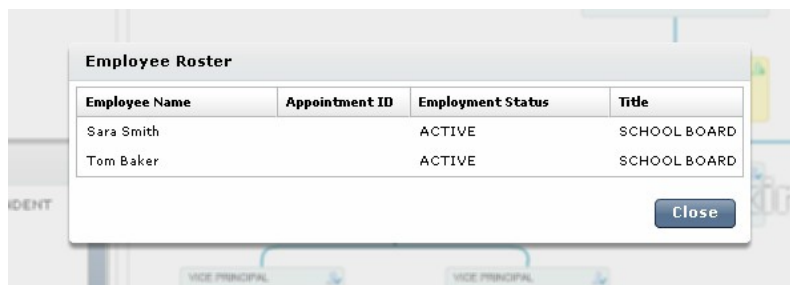 Employee Roster
Employee Name Appointment ID Employment Status Title
Sara Smith ACTIVE SCHOOL BOARD
Tom Baker ACTIVE SCHOOL BOARD
Close
VICE PRINCIPAL VICE PRINCIPAL